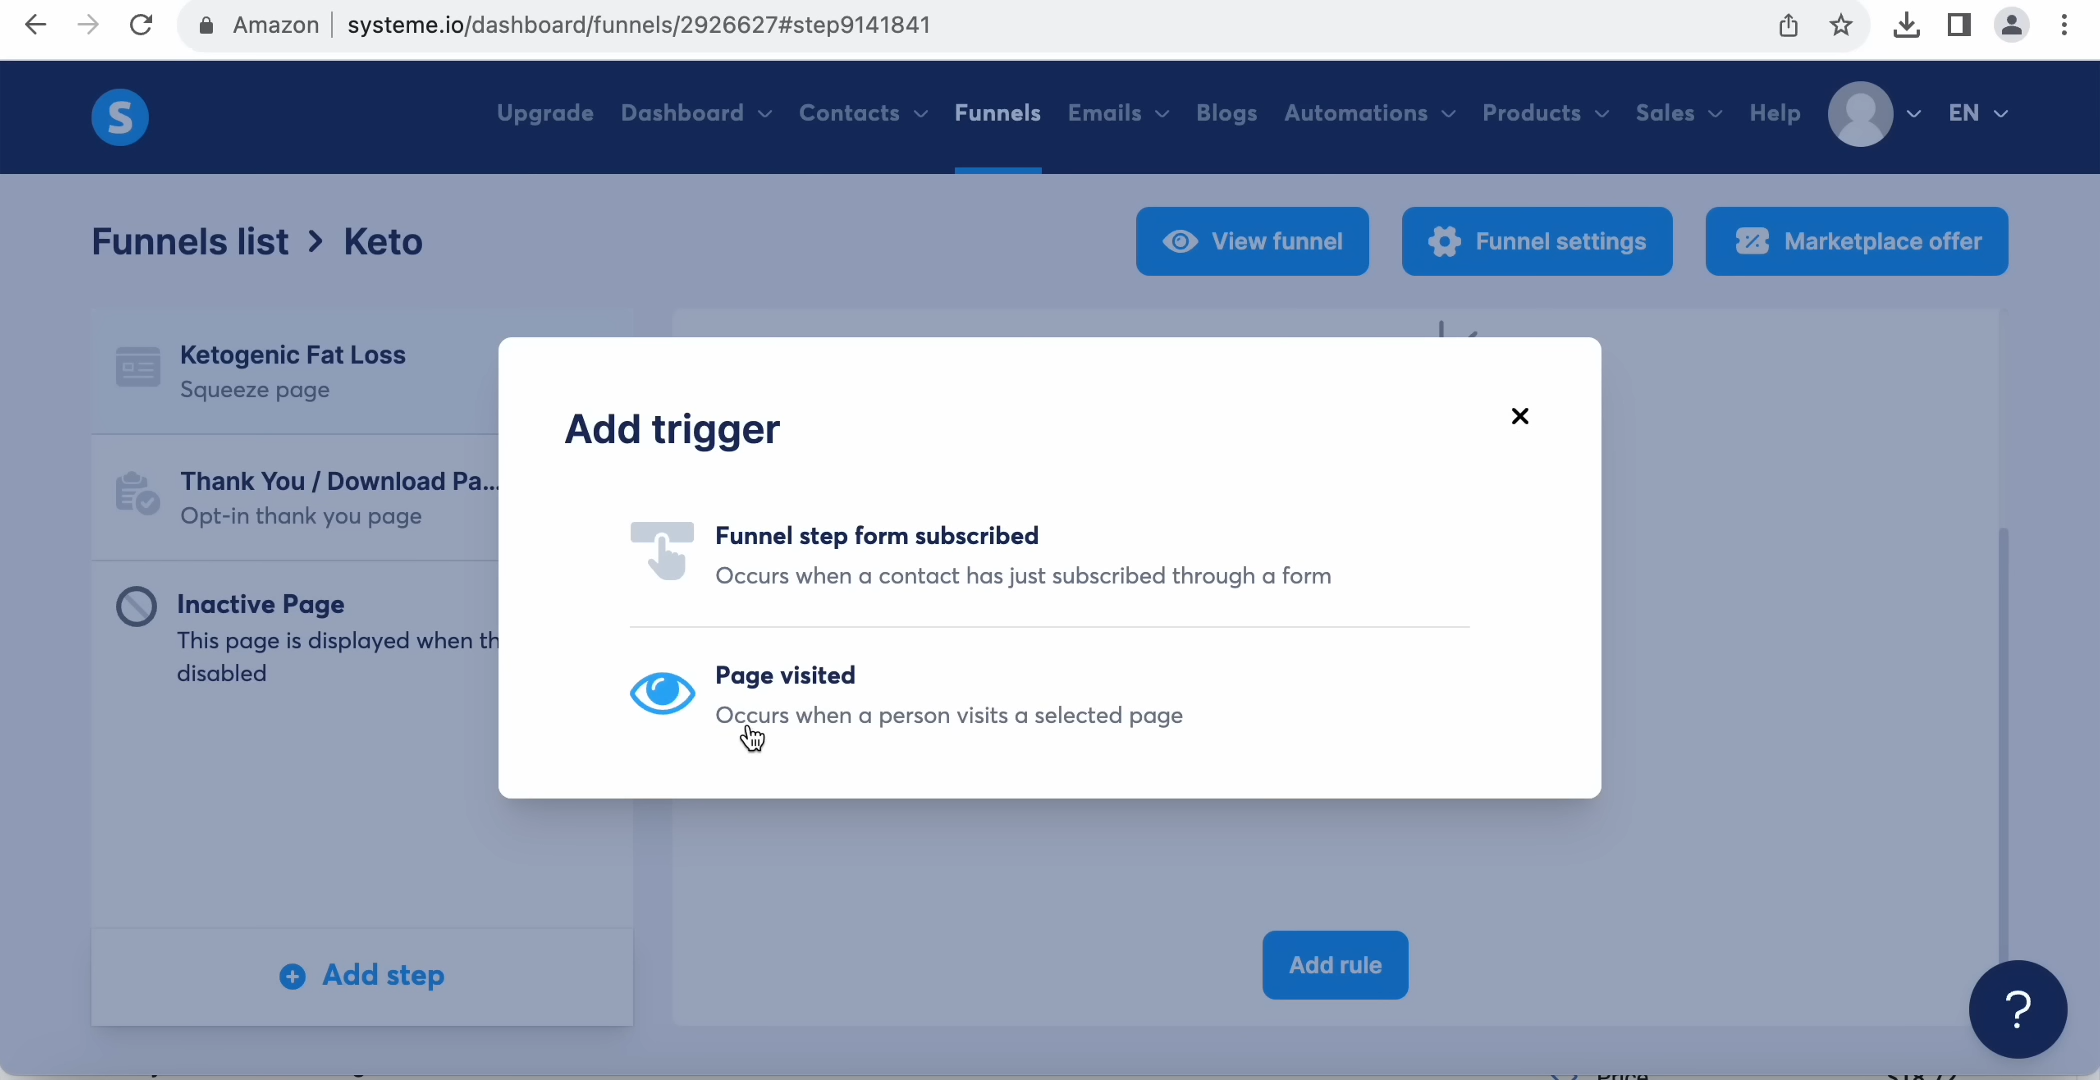 Amazon systeme.io/dashboard/funnels/2926627#step9141841
S
Upgrade Dashboard Contacts Funnels Emails Blogs Automations Products Sales Help EN
Funnels list > Keto
View funnel
Funnel settings
Marketplace offer
Ketogenic Fat Loss
Squeeze page
Thank You / Download Pa...
Opt-in thank you page
Inactive Page
This page is displayed when th
disabled
Add step
Add trigger
Funnel step form subscribed
Occurs when a contact has just subscribed through a form
Page visited
Occurs when a person visits a selected page
Add rule
?